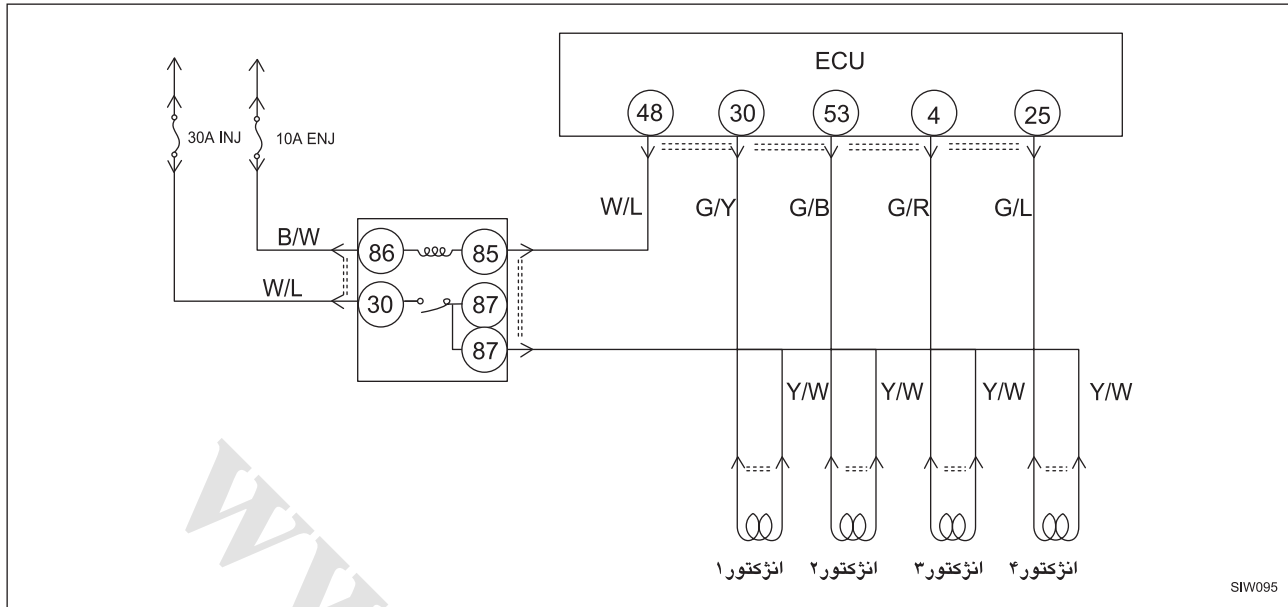 ECU
48 30 53 4 25
30A INJ 10A ENJ
W/L G/Y G/B G/R G/L
B/W
86 85
W/L
30 87
87
Y/W Y/W Y/W Y/W
انژکتور۱ انژکتور۲ انژکتور۳ انژکتور۴
SIW095